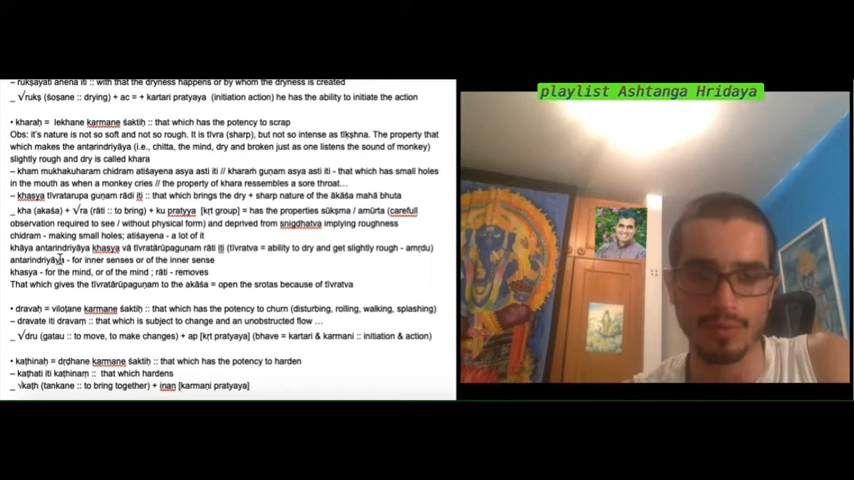 playlist Ashtanga Hridaya
– rukṣayati anena iti :: with that the dryness happens or by whom the dryness is created
_ √rukṣ (śoṣane :: drying) + ac = + kartari pratyaya  (initiation action) he has the ability to initiate the action
• kharaḥ =  lekhane karmane śaktiḥ :: that which has the potency to scrap
Obs: it's nature is not so soft and not so rough. It is tīvra (sharp), but not so intense as tīkṣhna. The property that
which makes the antarindriyāya (i.e., chitta, the mind, dry and broken just as one listens the sound of monkey)
slightly rough and dry is called khara
– kham mukhakuharam chidram atiśayena asya asti iti // kharaṁ guṇam asya asti iti - that which has small holes
in the mouth as when a monkey cries // the property of khara ressembles a sore throat…
– khasya tīvratarupa guṇam rādi iti :: that which brings the dry + sharp nature of the ākāśa mahā bhuta
_ kha (akaśa) + √ra (rāti :: to bring) + ku pratyya  [kṛt group] = has the properties sūkṣma / amūrta (carefull
observation required to see / without physical form) and deprived from snigdhatva implying roughness
chidram - making small holes; atiśayena - a lot of it
khāya antarindriyāya khasya vā tīvratārūpaguṇam rāti iti (tīvratva = ability to dry and get slightly rough - amṛdu)
antarindriyāya - for inner senses or of the inner sense
khasya - for the mind, or of the mind ; rāti - removes
That which gives the tīvratārūpaguṇam to the akāśa = open the srotas because of tīvratva
• dravaḥ = viloṭane karmane śaktiḥ :: that which has the potency to churn (disturbing, rolling, walking, splashing)
– dravate iti dravaṃ :: that which is subject to change and an unobstructed flow …
_ √dru (gatau :: to move, to make changes) + ap [kṛt pratyaya] (bhave = kartari & karmani :: initiation & action)
• kaṭhinaḥ = dṛḍhane karmane śaktiḥ :: that which has the potency to harden
– kaṭhati iti kaṭhinaṃ ::  that which hardens
_ √kaṭh (tankane :: to bring together) + inan [karmaṇi pratyaya]